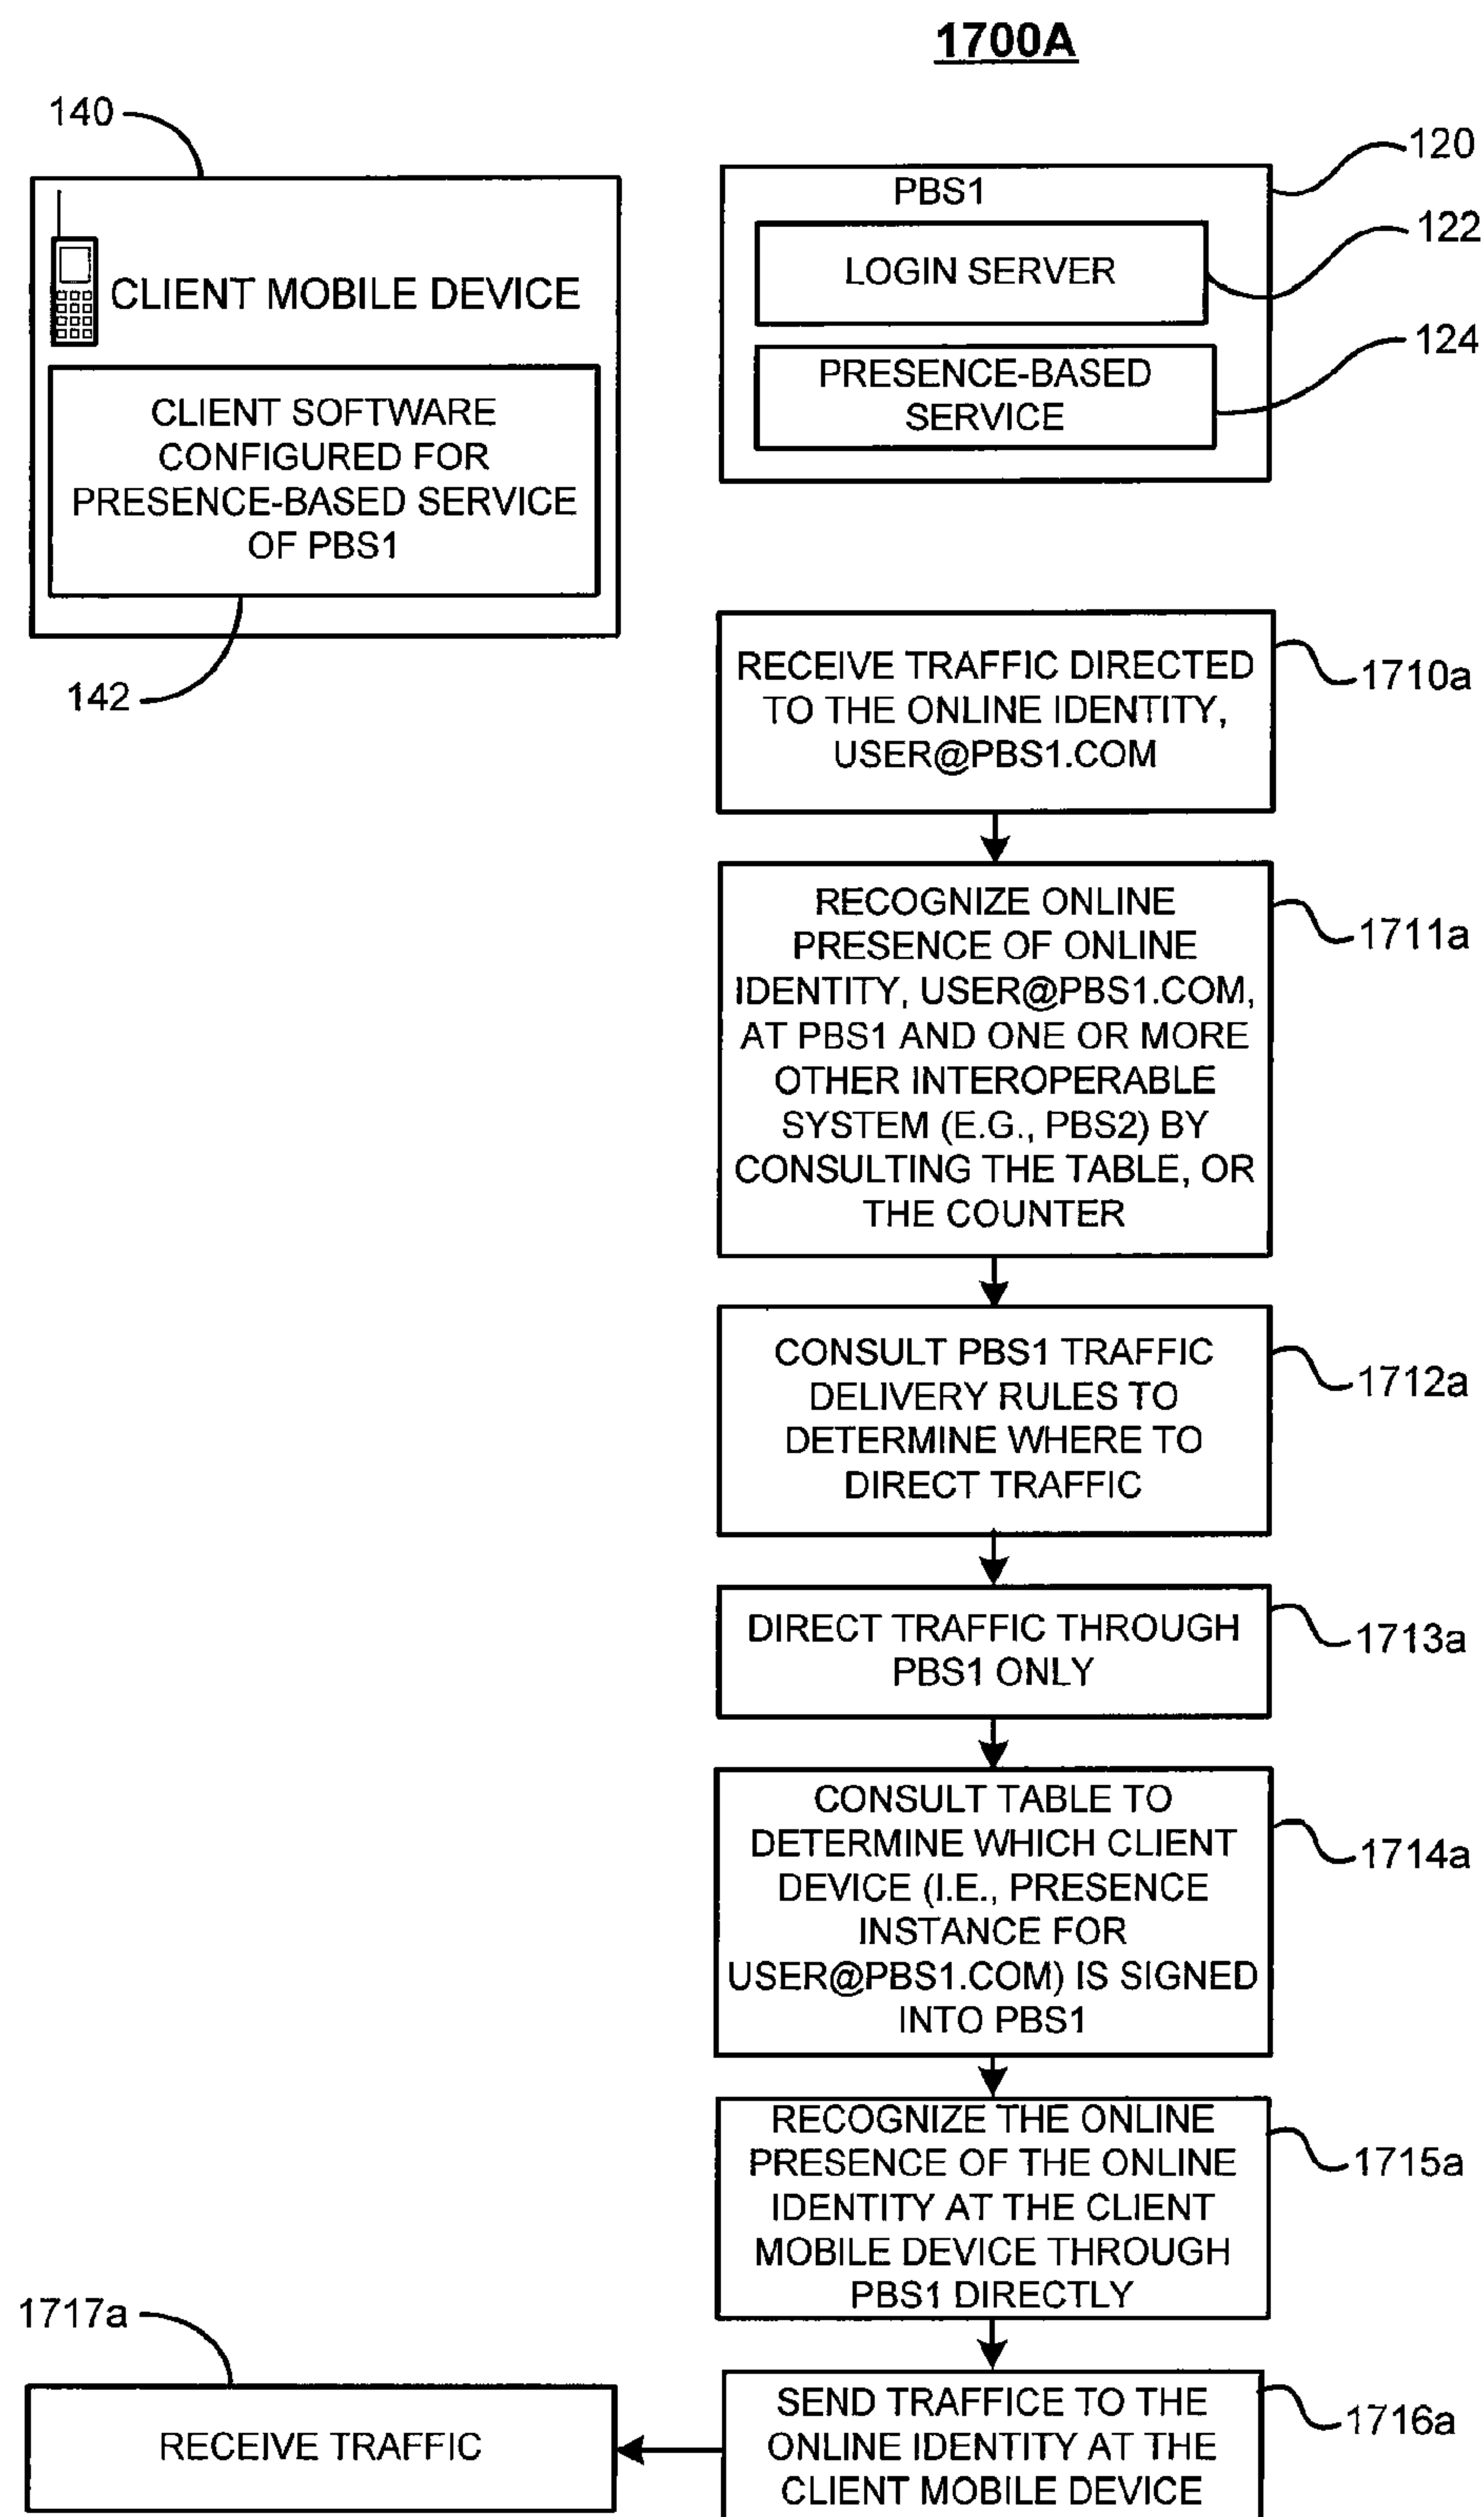 1700A
140
CLIENT MOBILE DEVICE
CLIENT SOFTWARE
CONFIGURED FOR
PRESENCE-BASED SERVICE
OF PBS1
142
PBS1
120
LOGIN SERVER
122
PRESENCE-BASED
SERVICE
124
RECEIVE TRAFFIC DIRECTED
TO THE ONLINE IDENTITY,
USER@PBS1.COM
1710a
RECOGNIZE ONLINE
PRESENCE OF ONLINE
IDENTITY, USER@PBS1.COM,
AT PBS1 AND ONE OR MORE
OTHER INTEROPERABLE
SYSTEM (E.G., PBS2) BY
CONSULTING THE TABLE, OR
THE COUNTER
1711a
CONSULT PBS1 TRAFFIC
DELIVERY RULES TO
DETERMINE WHERE TO
DIRECT TRAFFIC
1712a
DIRECT TRAFFIC THROUGH
PBS1 ONLY
1713a
CONSULT TABLE TO
DETERMINE WHICH CLIENT
DEVICE (I.E., PRESENCE
INSTANCE FOR
USER@PBS1.COM) IS SIGNED
INTO PBS1
1714a
RECOGNIZE THE ONLINE
PRESENCE OF THE ONLINE
IDENTITY AT THE CLIENT
MOBILE DEVICE THROUGH
PBS1 DIRECTLY
1715a
SEND TRAFFICE TO THE
ONLINE IDENTITY AT THE
CLIENT MOBILE DEVICE
1716a
1717a
RECEIVE TRAFFIC